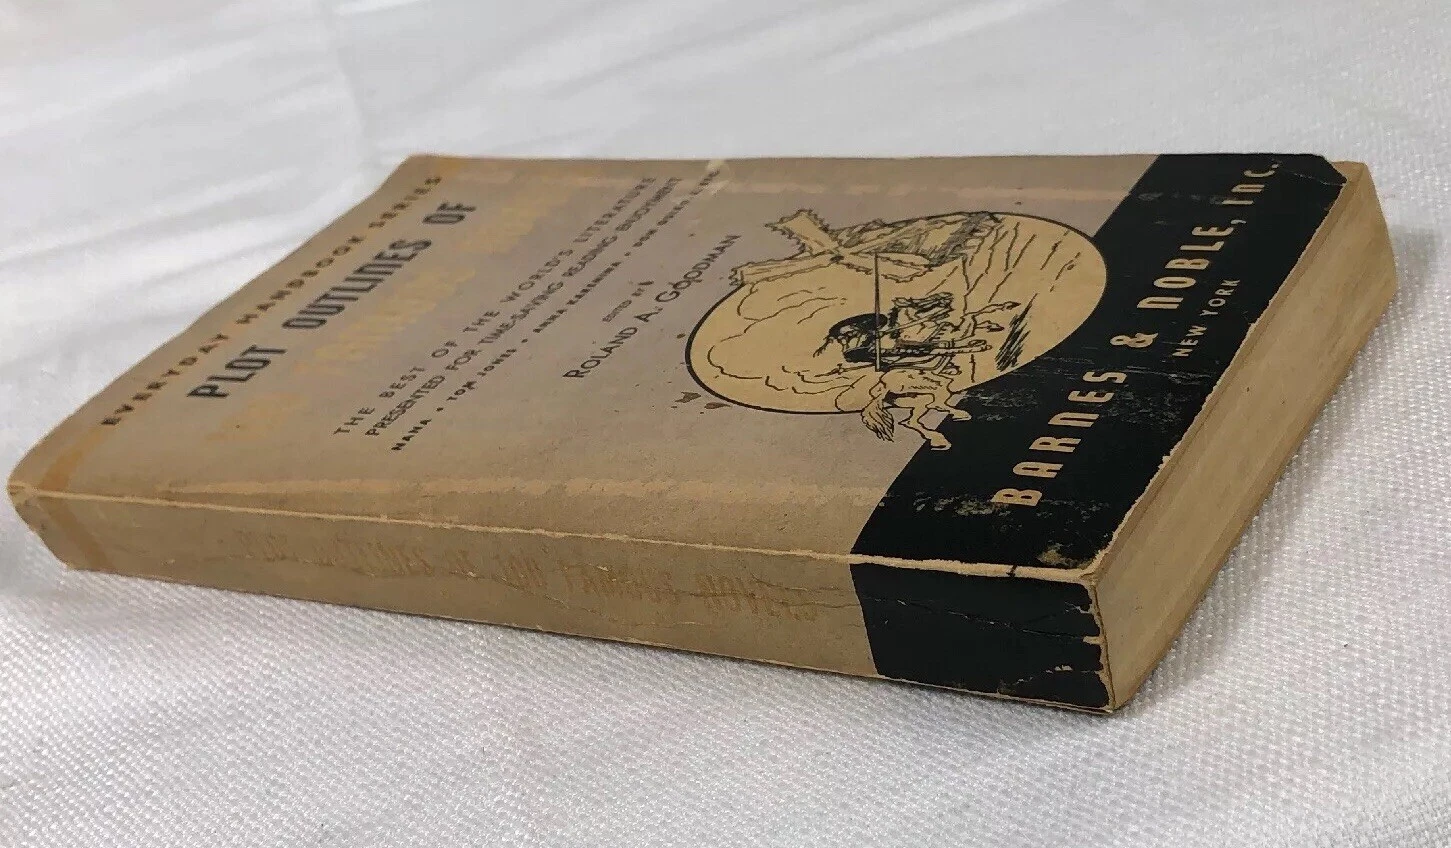 EVERYDAY HANDBOOK SERIES
PLOT OUTLINES OF
THE BEST OF THE WORLD'S LITERATURE
PRESENTED FOR TIME-SAVING READING-ENJOYMENT
NANA • TOM JONES • ANNA KARENINA •
EDITED BY
ROLAND A. GOODMAN
BARNES & NOBLE, INC.
NEW YORK